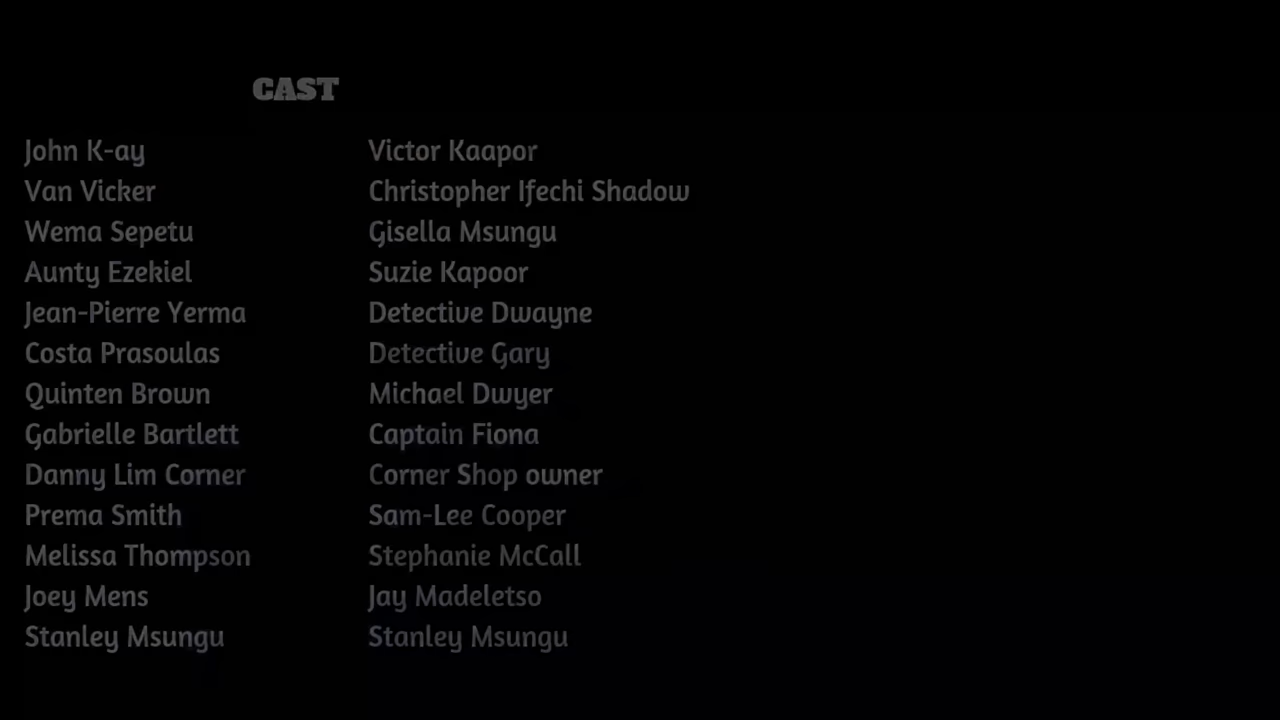 CAST
John K-ay Victor Kaapor
Van Vicker Christopher Ifechi Shadow
Wema Sepetu Gisella Msungu
Aunty Ezekiel Suzie Kapoor
Jean-Pierre Yerma Detective Dwayne
Costa Prasoulas Detective Gary
Quinten Brown Michael Dwyer
Gabrielle Bartlett Captain Fiona
Danny Lim Corner Corner Shop owner
Prema Smith Sam-Lee Cooper
Melissa Thompson Stephanie McCall
Joey Mens Jay Madeletso
Stanley Msungu Stanley Msungu